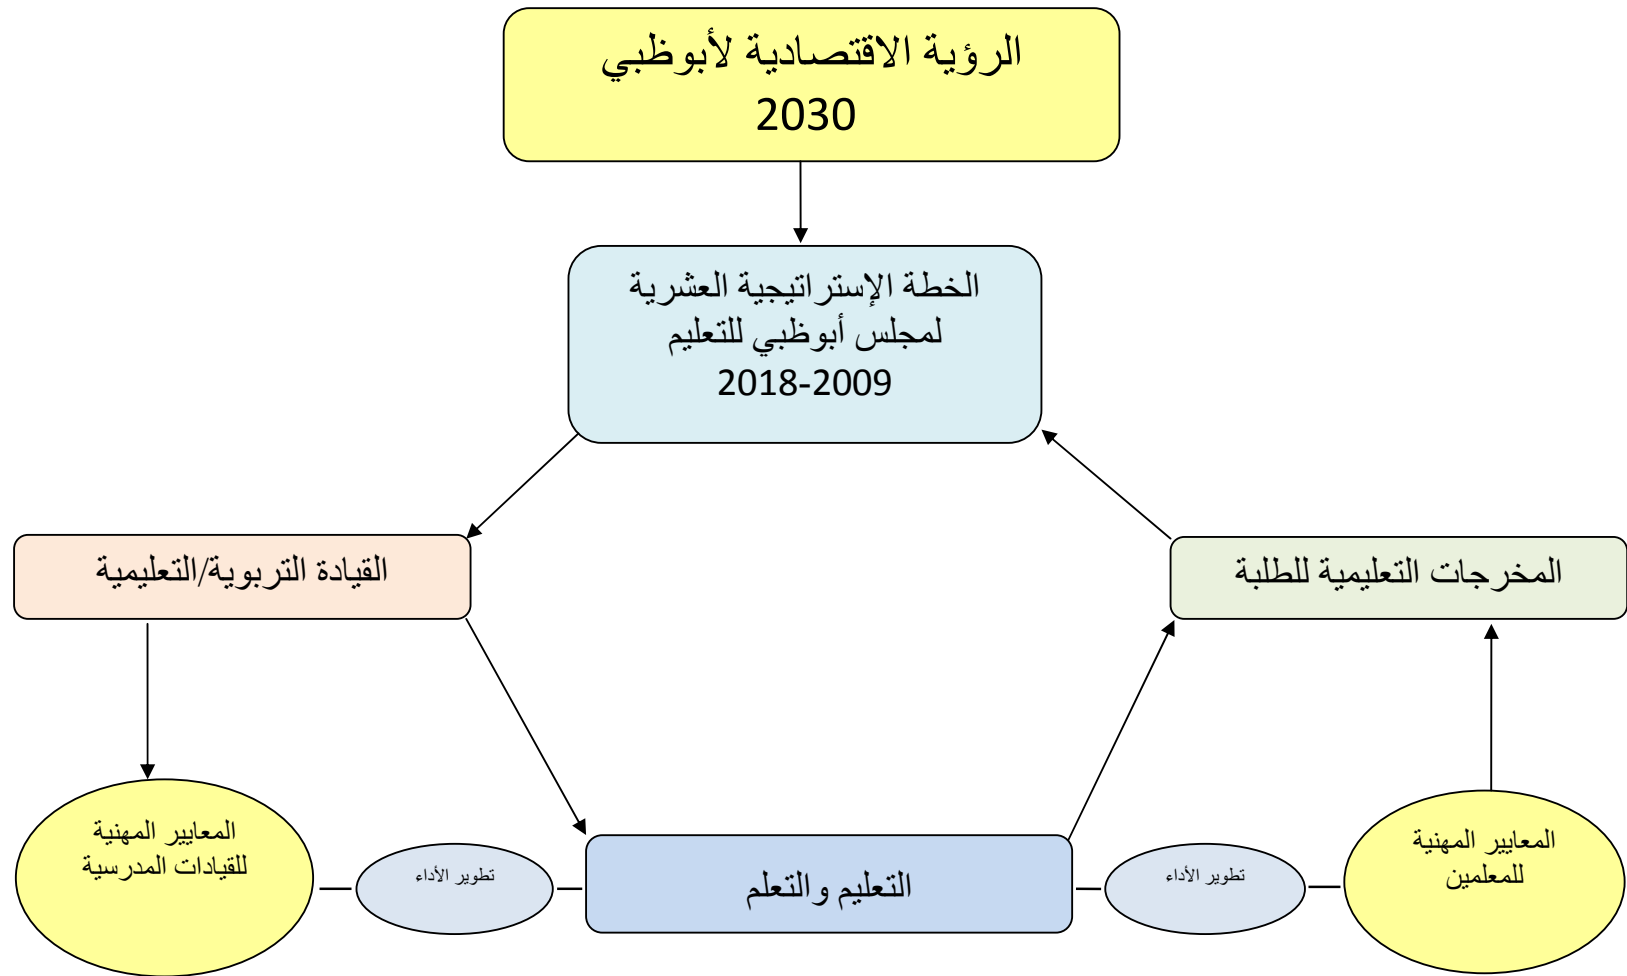 الرؤية الاقتصادية لأبوظبي
2030
الخطة الإستراتيجية العشرية
لمجلس أبوظبي للتعليم
2018-2009
المخرجات التعليمية للطلبة
القيادة التربوية/التعليمية
المعايير المهنية
للمعلمين
تطوير الأداء
التعليم والتعلم
تطوير الأداء
المعايير المهنية
للقيادات المدرسية